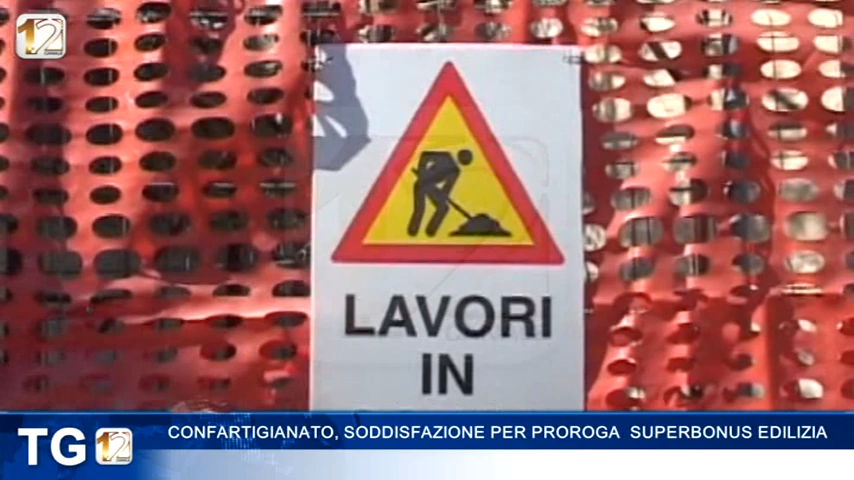 12
LAVORI
IN
TG 12
CONFARTIGIANATO, SODDISFAZIONE PER PROROGA SUPERBONUS EDILIZIA